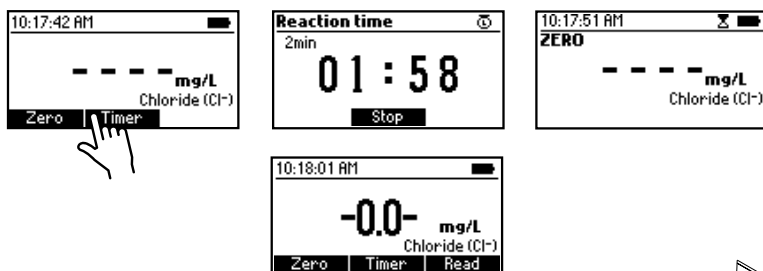 10:17:42 AM
- - - - mg/L
Chloride (Cl-)
Zero Timer
Reaction time
2min
01:58
Stop
10:17:51 AM
ZERO
- - - - mg/L
Chloride (Cl-)
10:18:01 AM
-0.0- mg/L
Chloride (Cl-)
Zero Timer Read